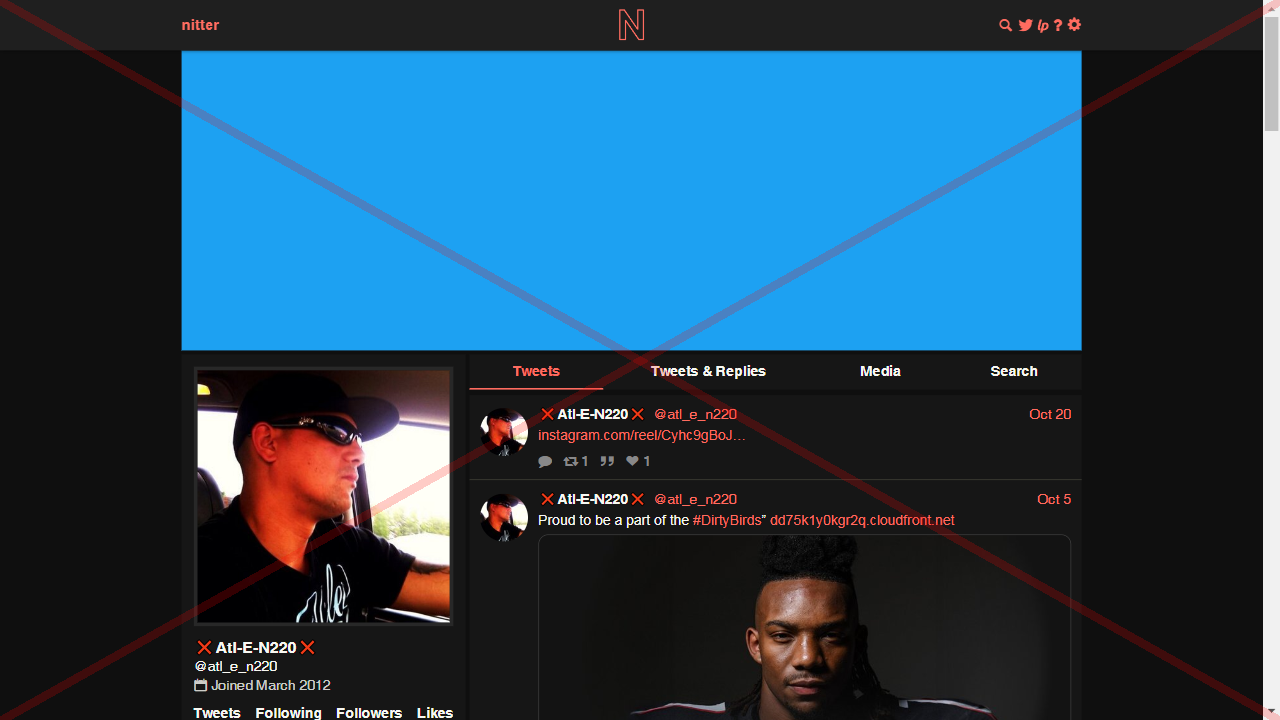 nitter
N
lp ?
Tweets
Tweets & Replies
Media
Search
❌ Atl-E-N220 ❌ @atl_e_n220
Oct 20
instagram.com/reel/Cyhc9gBoJ…
1
1
❌ Atl-E-N220 ❌ @atl_e_n220
Oct 5
Proud to be a part of the #DirtyBirds” dd75k1y0kgr2q.cloudfront.net
❌ Atl-E-N220 ❌
@atl_e_n220
Joined March 2012
Tweets Following Followers Likes